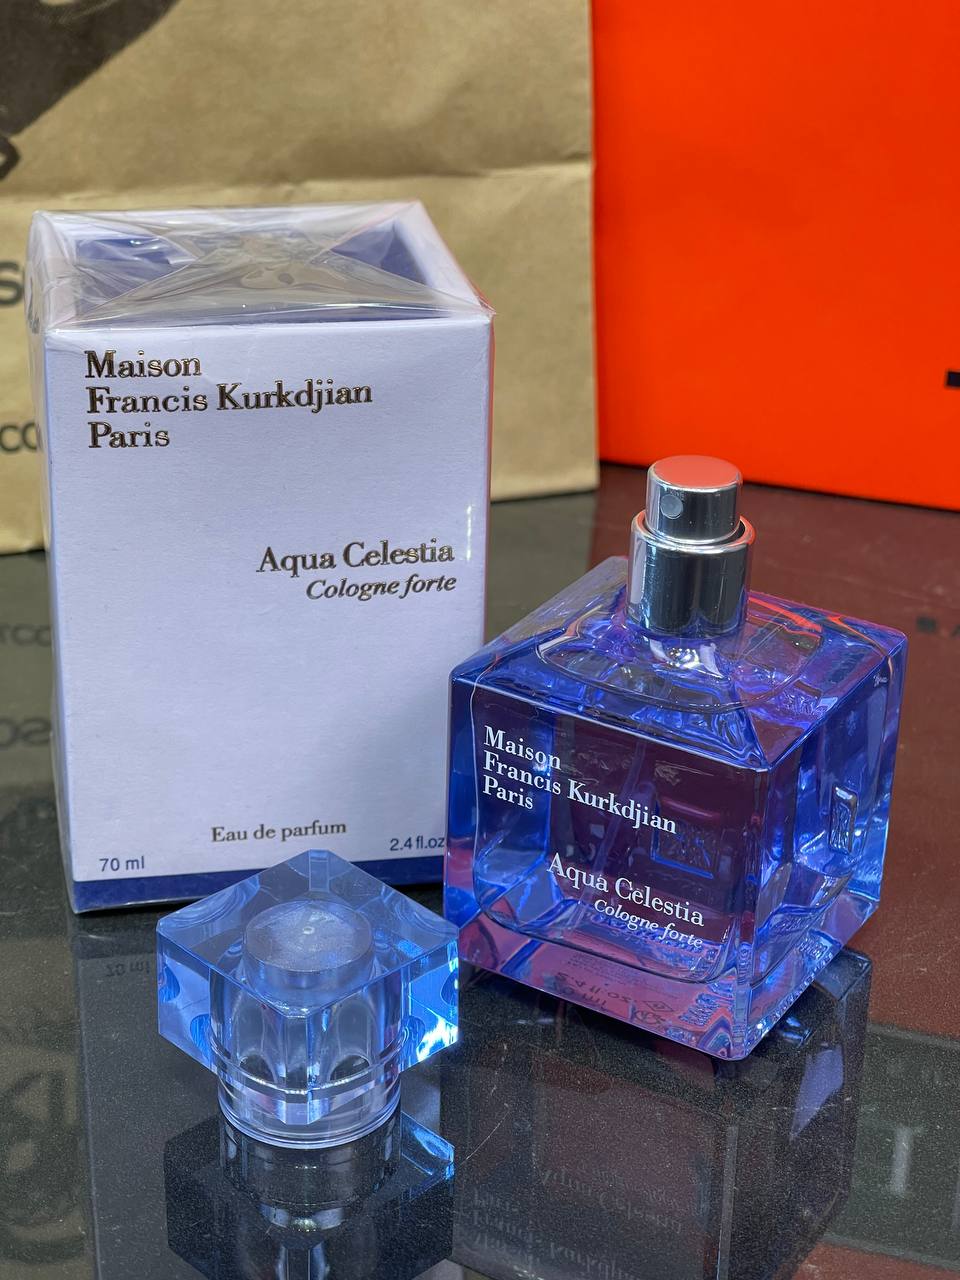 Maison
Francis Kurkdjian
Paris
Aqua Celestia
Cologne forte
Eau de parfum
70 ml
2.4 fl.oz
Maison
Francis Kurkdjian
Paris
Aqua Celestia
Cologne forte